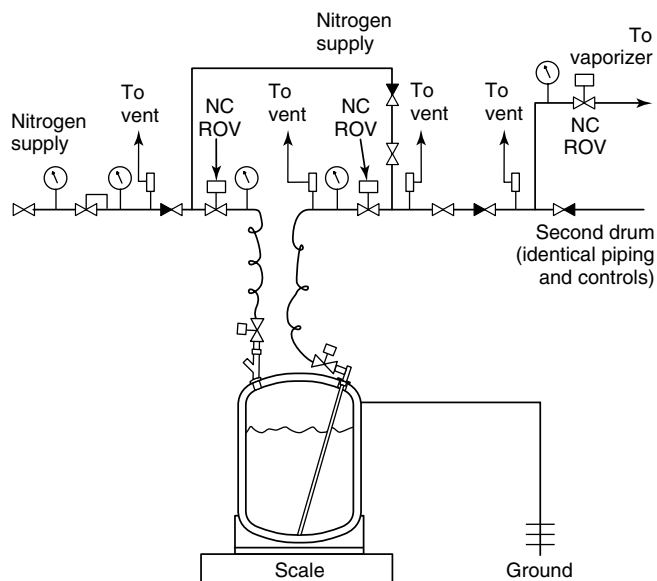 Nitrogen
supply
To
vaporizer
To
vent
NC
ROV
To
vent
NC
ROV
To
vent
To
vent
NC
ROV
Nitrogen
supply
Second drum
(identical piping
and controls)
Scale
Ground